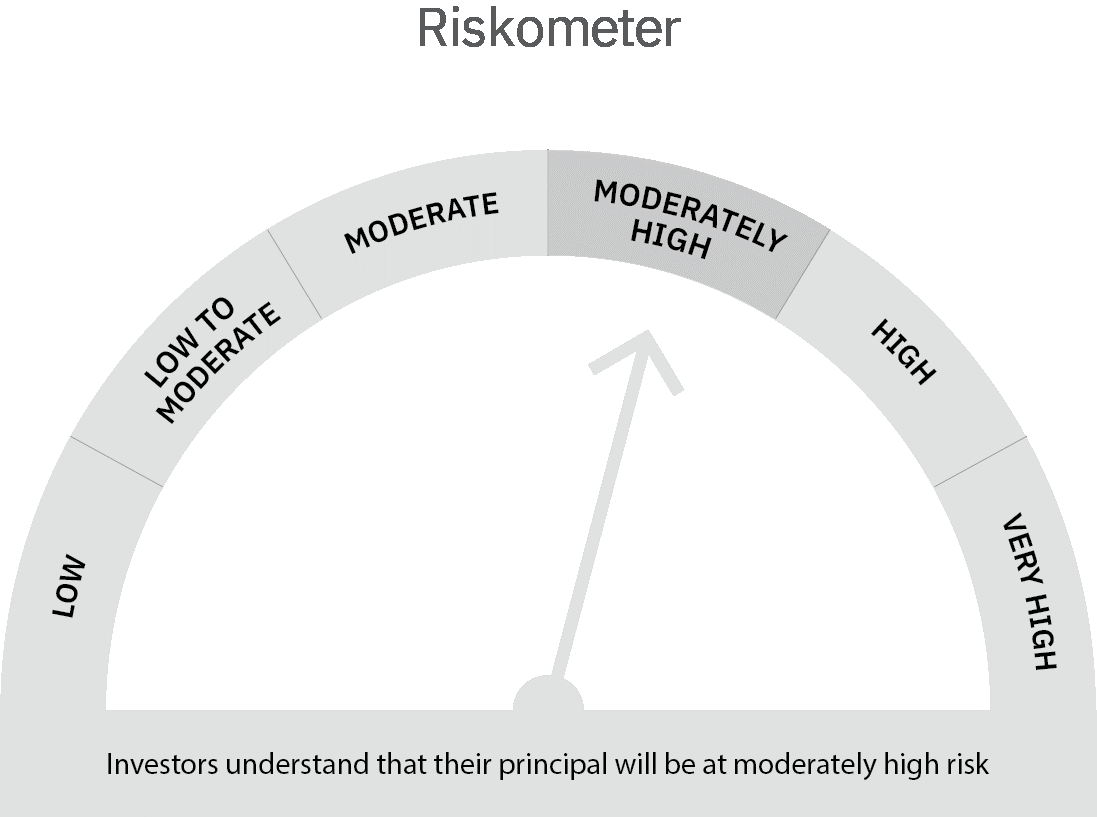 Riskometer
LOW
LOW TO
MODERATE
MODERATE
MODERATELY
HIGH
HIGH
VERY HIGH
Investors understand that their principal will be at moderately high risk